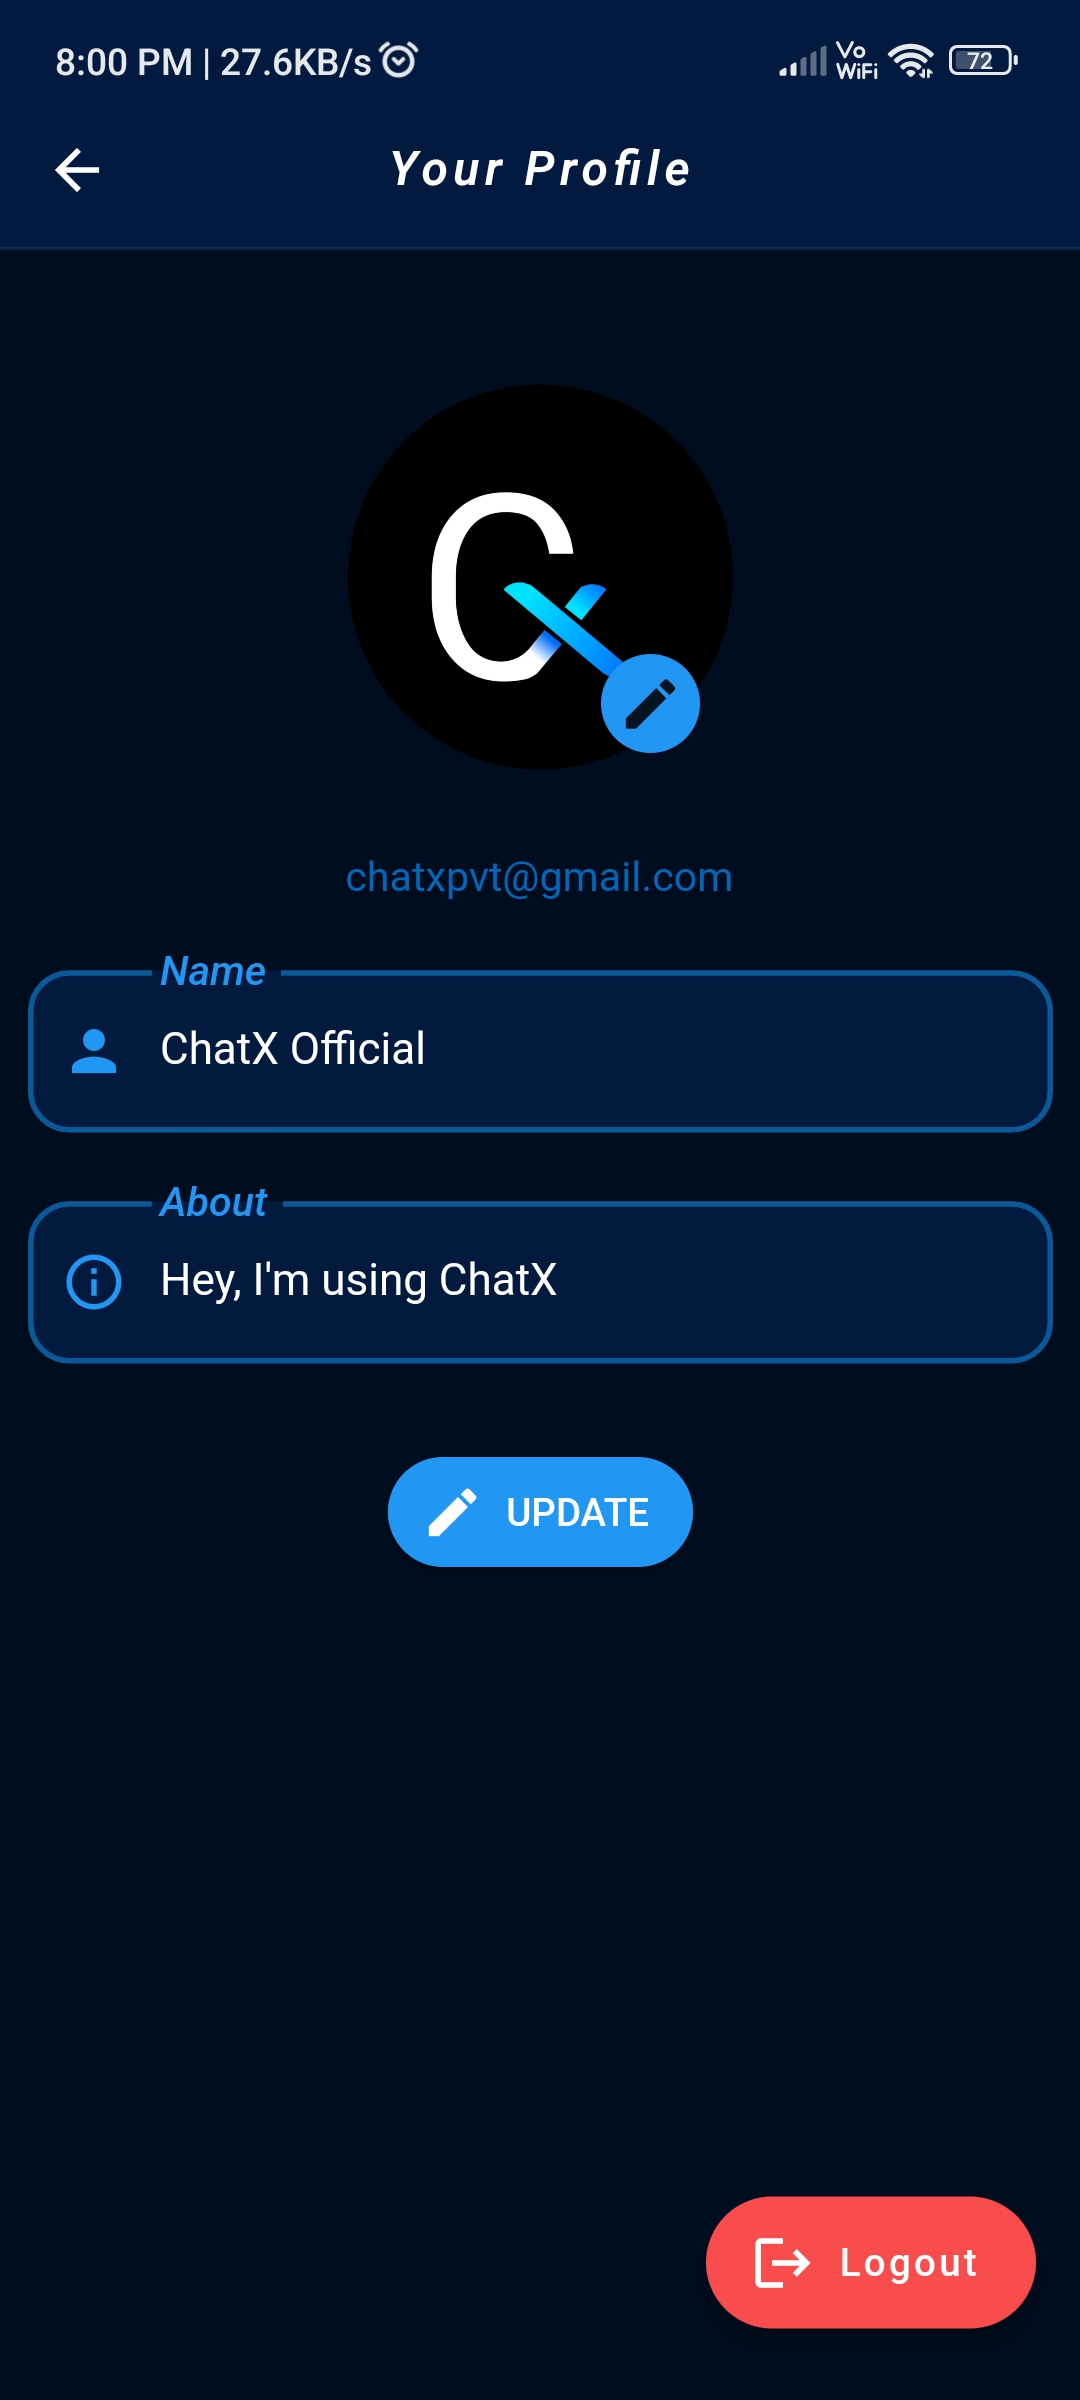 8:00 PM | 27.6KB/s
Vo
WiFi
72
Your Profile
chatxpvt@gmail.com
Name
ChatX Official
About
Hey, I'm using ChatX
UPDATE
Logout